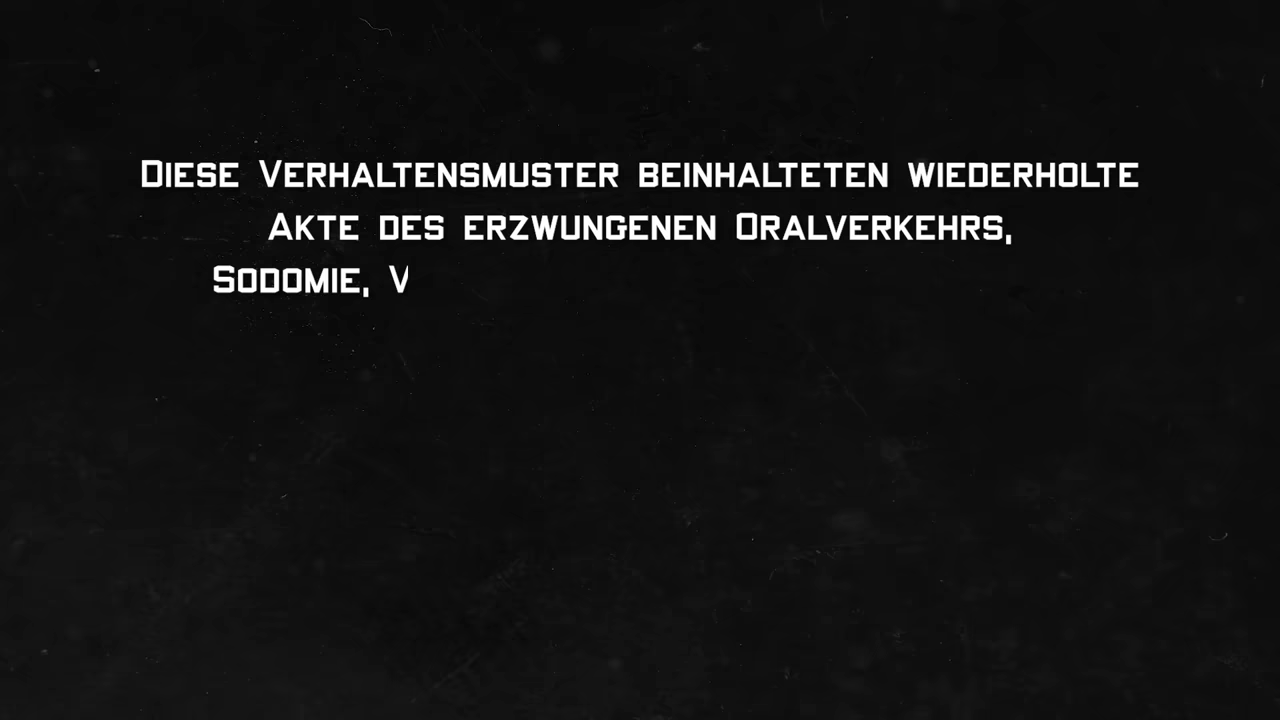 Diese Verhaltensmuster beinhalteten wiederholte
Akte des erzwungenen Oralverkehrs,
Sodomie, V